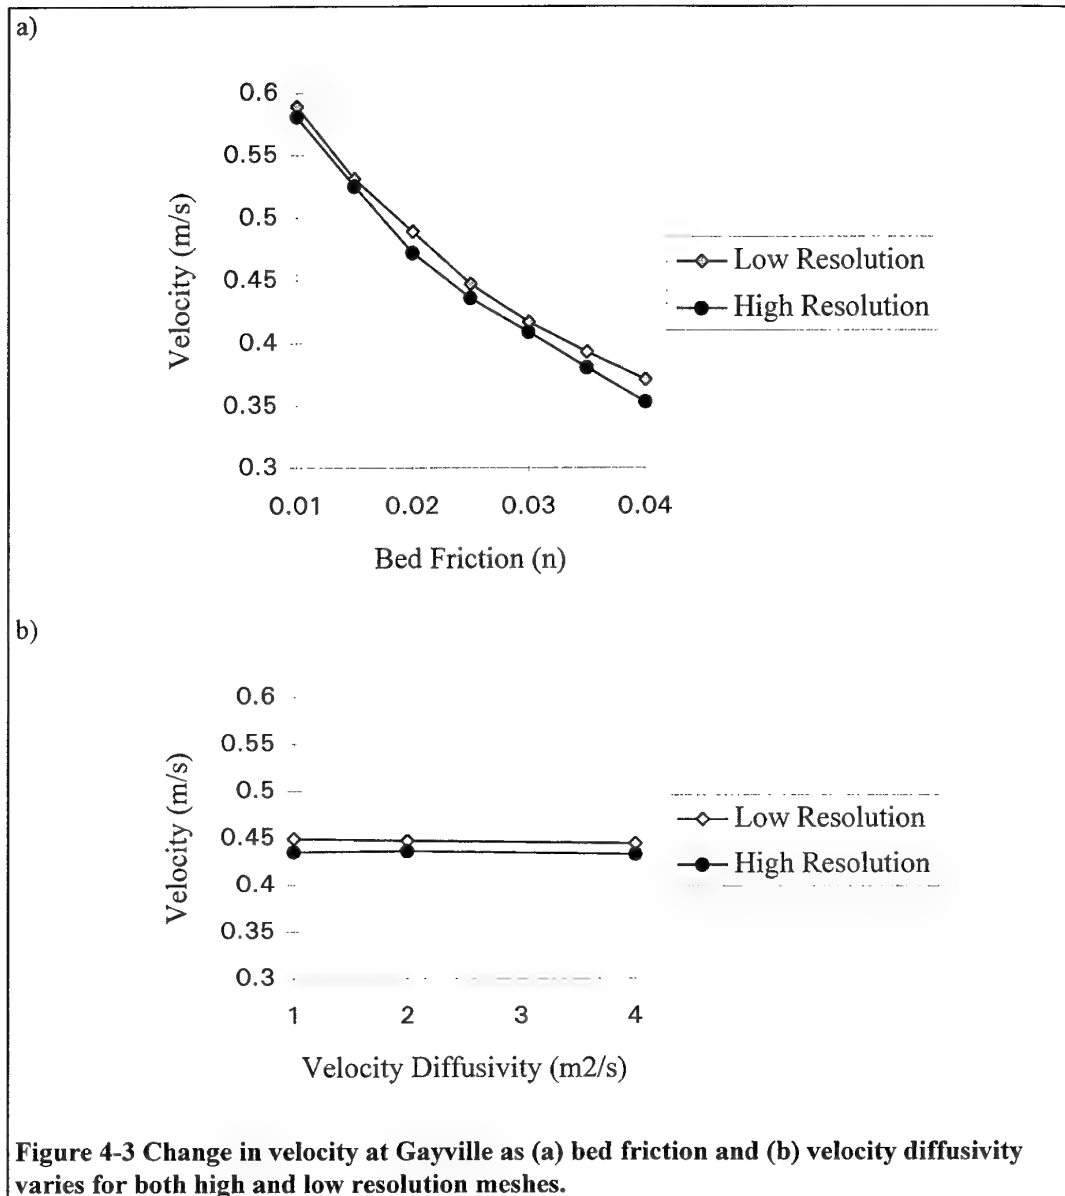 a)
0.6
0.55
0.5
0.45
0.4
0.35
0.3
Velocity (m/s)
0.01 0.02 0.03 0.04
Bed Friction (n)
Low Resolution
High Resolution
b)
0.6
0.55
0.5
0.45
0.4
0.35
0.3
Velocity (m/s)
1 2 3 4
Velocity Diffusivity (m2/s)
Low Resolution
High Resolution
Figure 4-3 Change in velocity at Gayville as (a) bed friction and (b) velocity diffusivity
varies for both high and low resolution meshes.